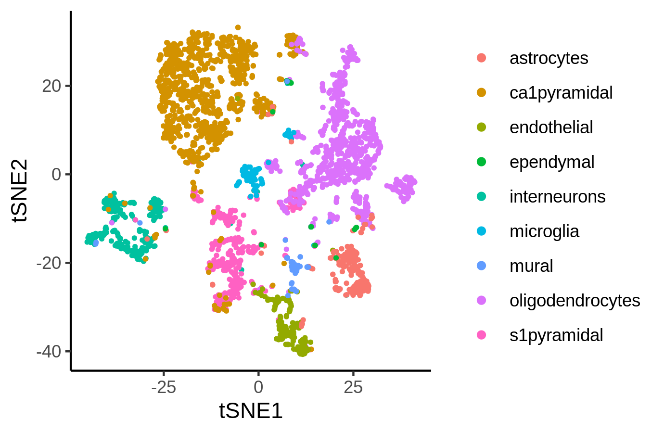 tSNE2
20
0
-20
-40
-25
0
25
tSNE1
astrocytes
ca1pyramidal
endothelial
ependymal
interneurons
microglia
mural
oligodendrocytes
s1pyramidal